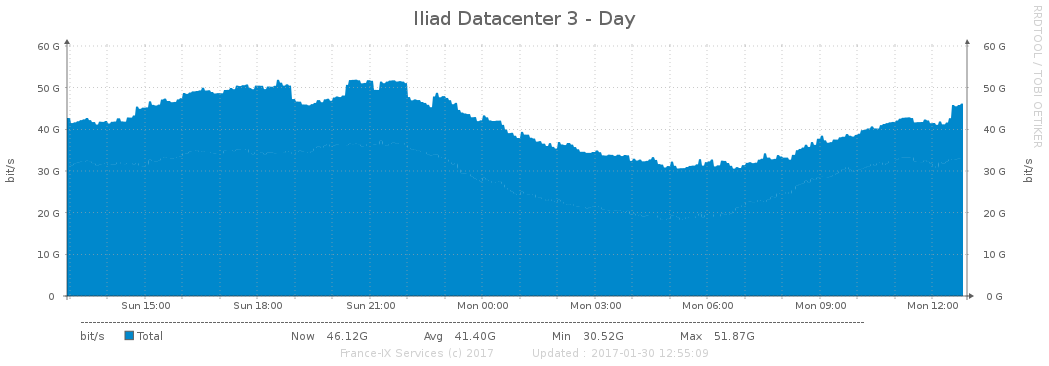 Iliad Datacenter 3 - Day
RRDTOOL / TOBI OETIKER
60 G 60 G
50 G 50 G
40 G 40 G
30 G 30 G
20 G 20 G
10 G 10 G
0 0 G
bit/s bit/s
Sun 15:00 Sun 18:00 Sun 21:00 Mon 00:00 Mon 03:00 Mon 06:00 Mon 09:00 Mon 12:00
bit/s Total Now 46.12G Avg 41.40G Min 30.52G Max 51.87G
France-IX Services (c) 2017 Updated : 2017-01-30 12:55:09